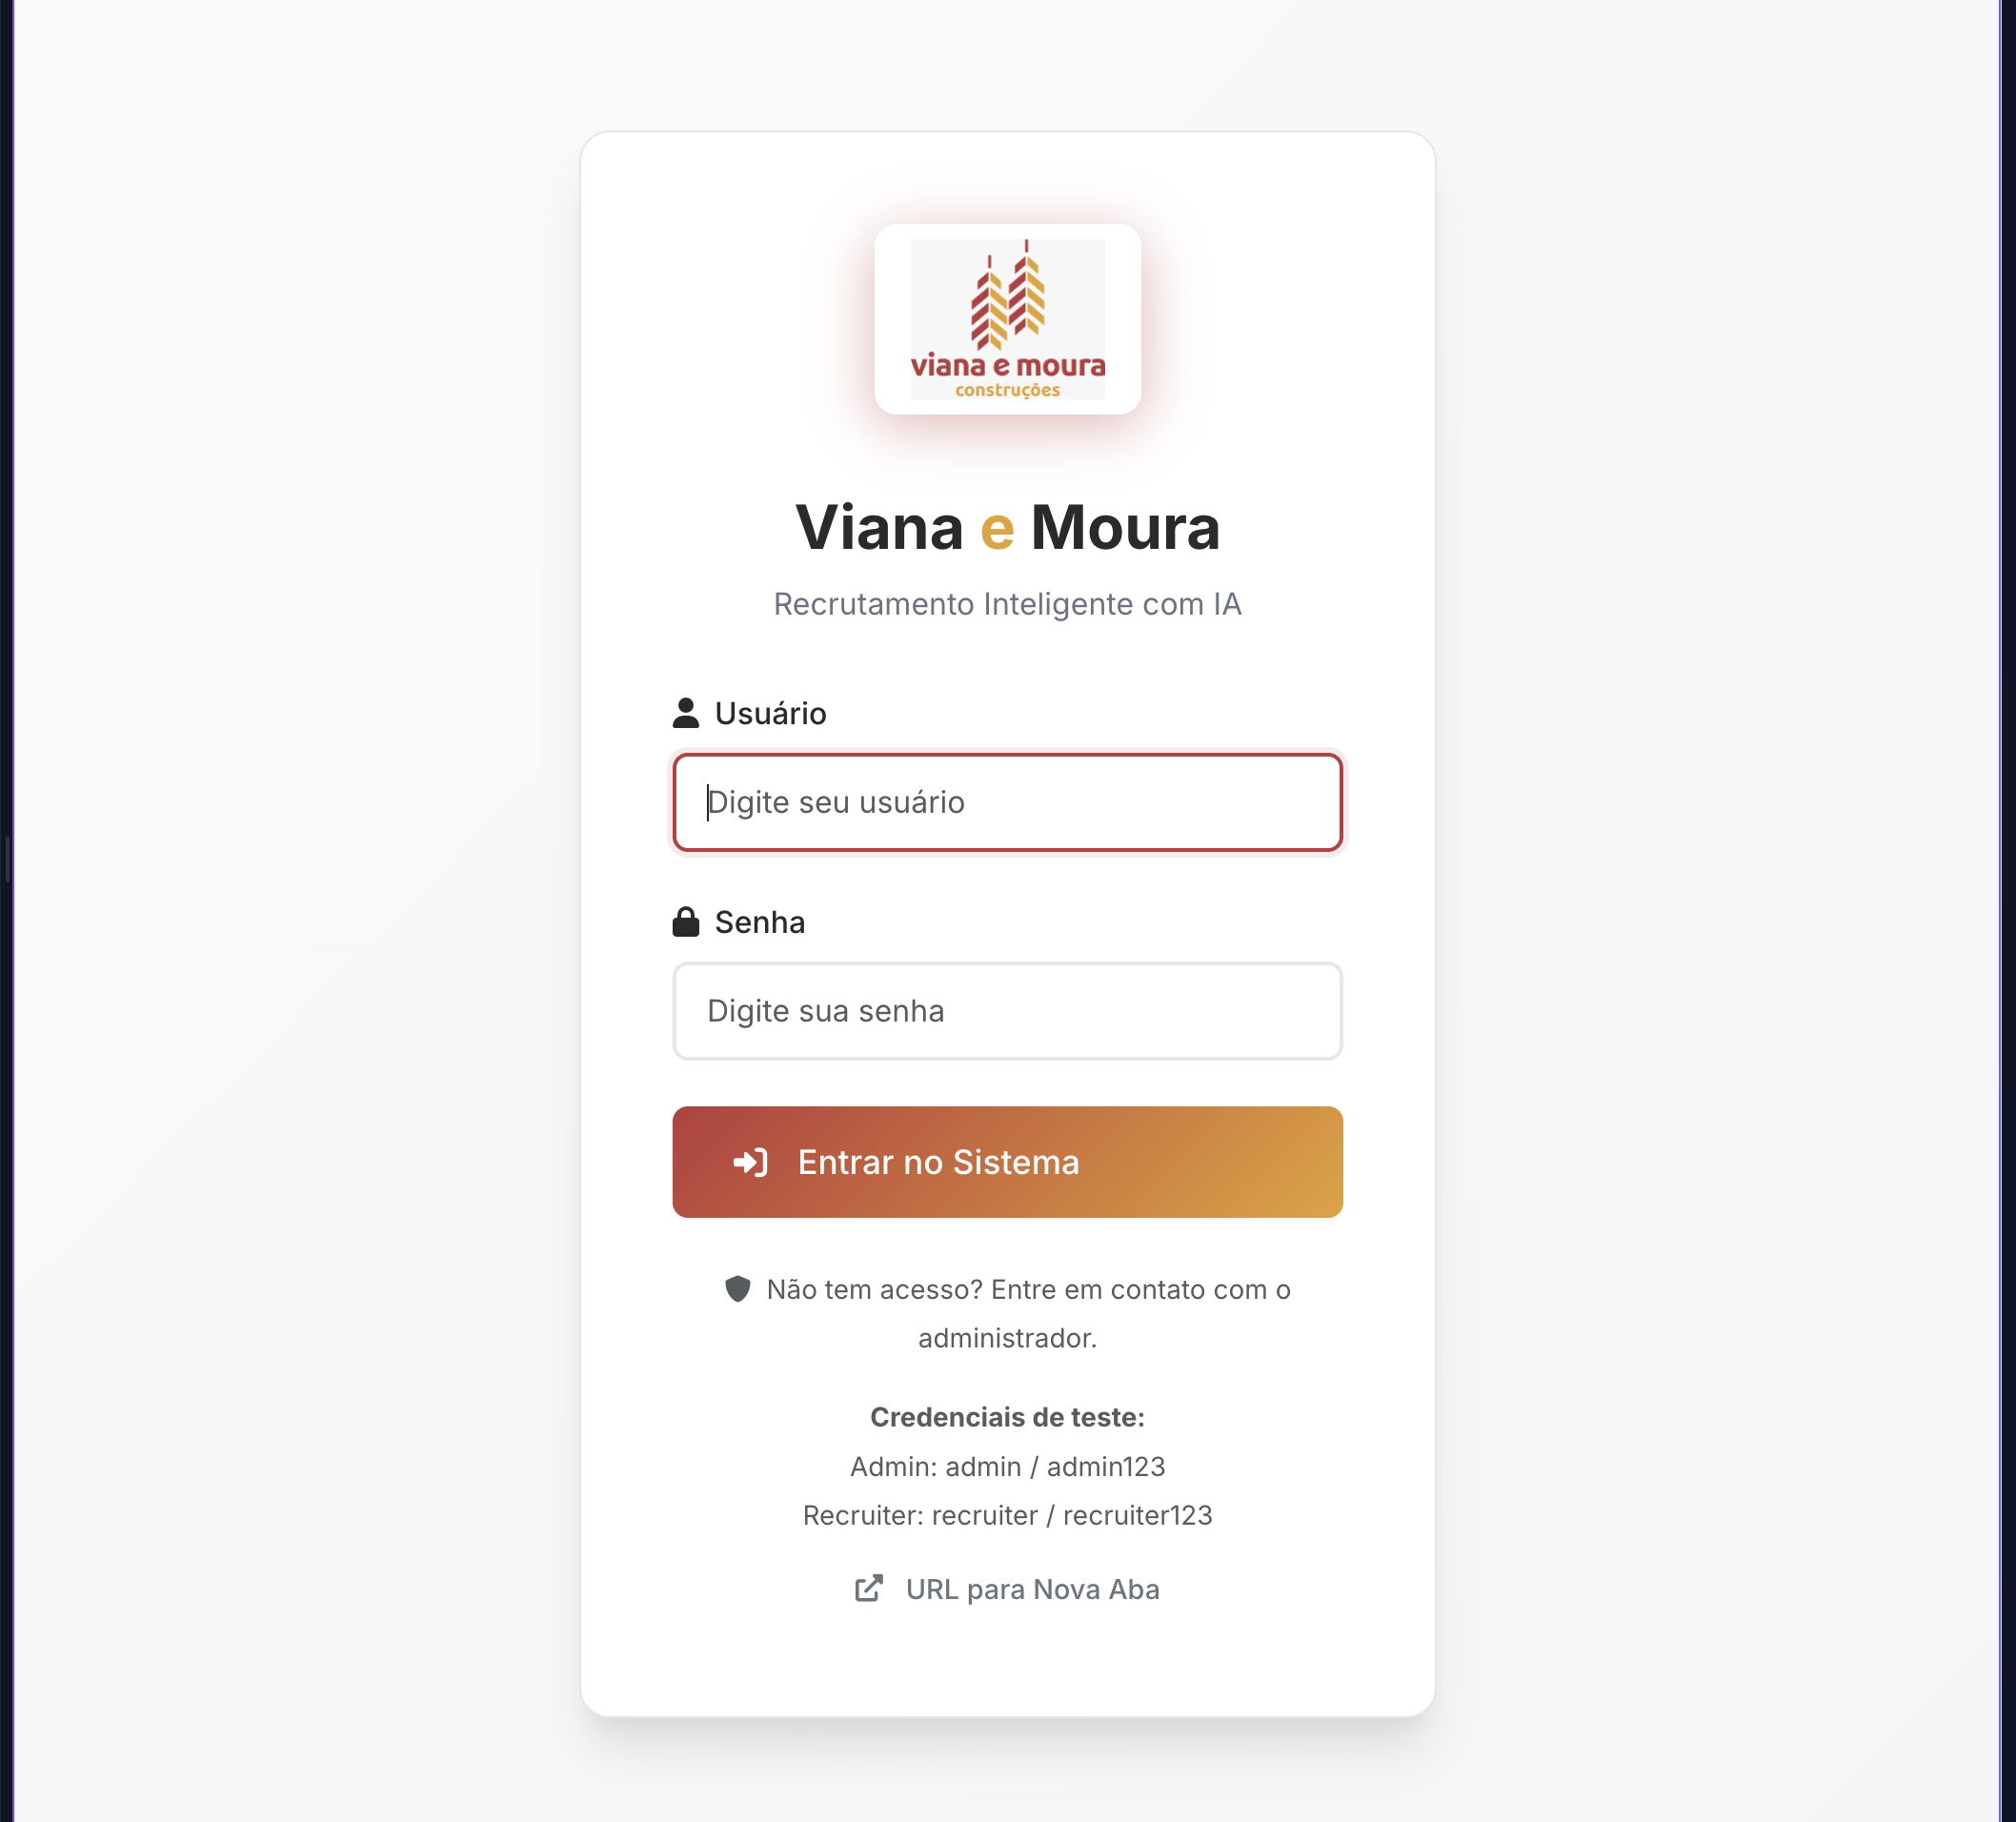 viana e moura
construções
Viana e Moura
Recrutamento Inteligente com IA
Usuário
Digite seu usuário
Senha
Digite sua senha
Entrar no Sistema
Não tem acesso? Entre em contato com o
administrador.
Credenciais de teste:
Admin: admin / admin123
Recruiter: recruiter / recruiter123
URL para Nova Aba